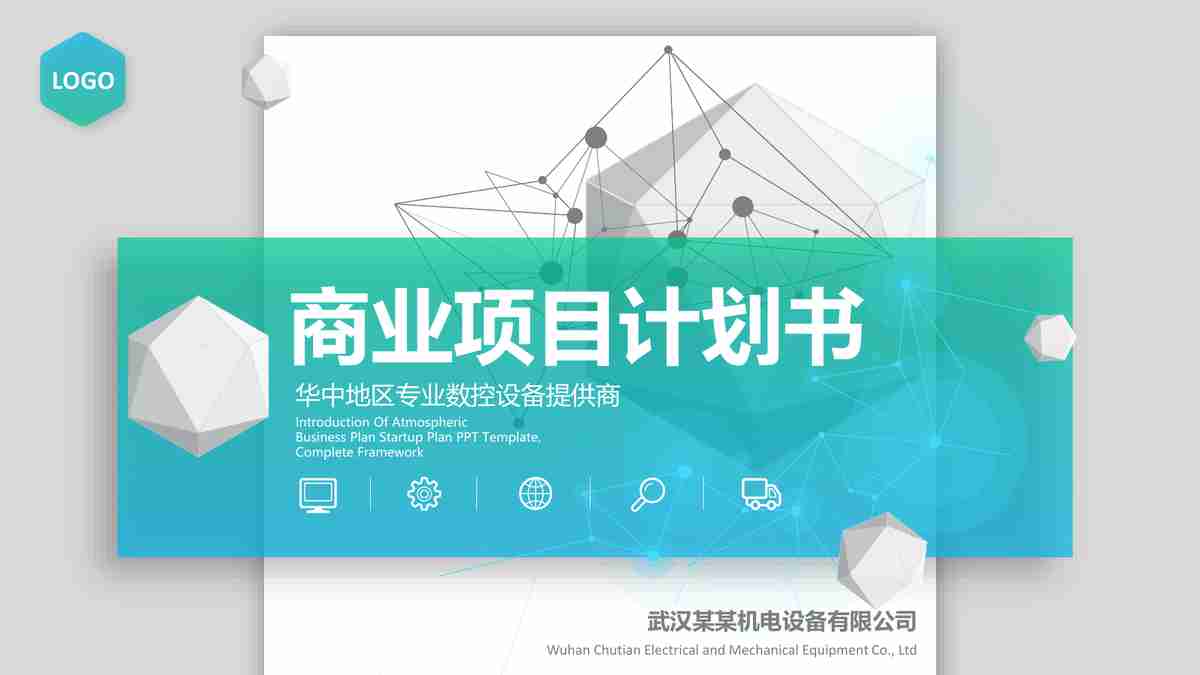 LOGO
商业项目计划书
华中地区专业数控设备提供商
Introduction Of Atmospheric
Business Plan Startup Plan PPT Template,
Complete Framework
武汉某某机电设备有限公司
Wuhan Chutian Electrical and Mechanical Equipment Co., Ltd